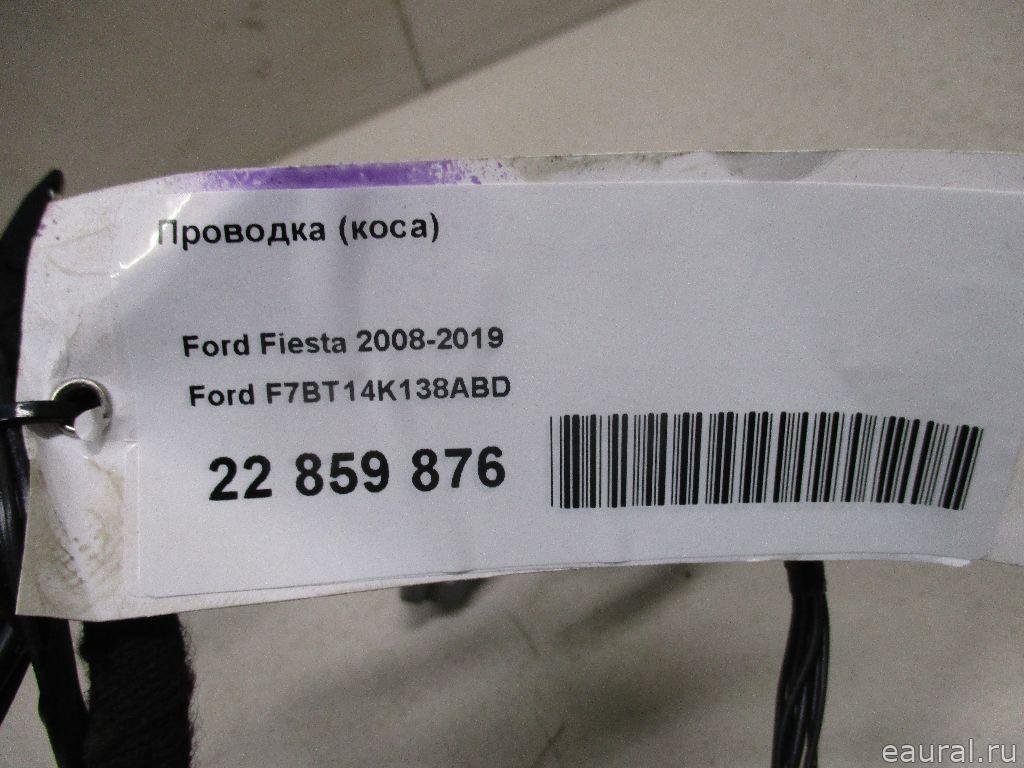 Проводка (коса)
Ford Fiesta 2008-2019
Ford F7BT14K138ABD
22 859 876
eaural.ru